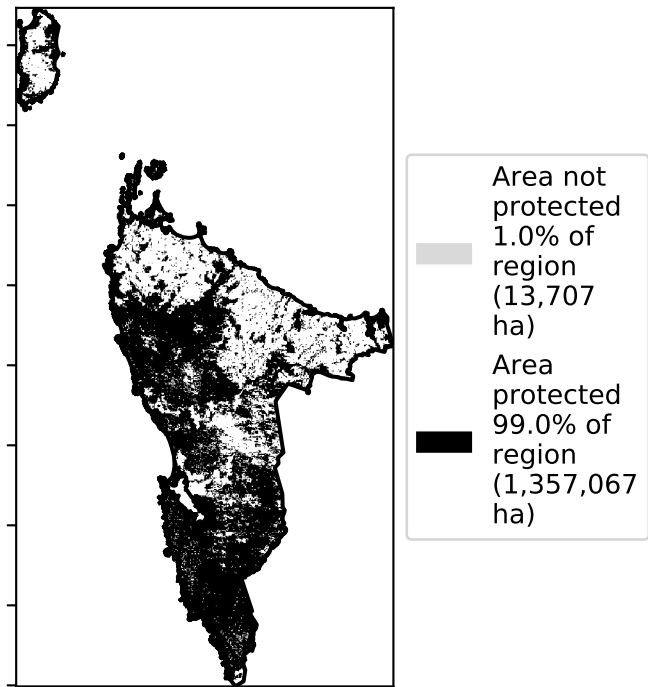 Area not
protected
1.0% of
region
(13,707
ha)
Area
protected
99.0% of
region
(1,357,067
ha)